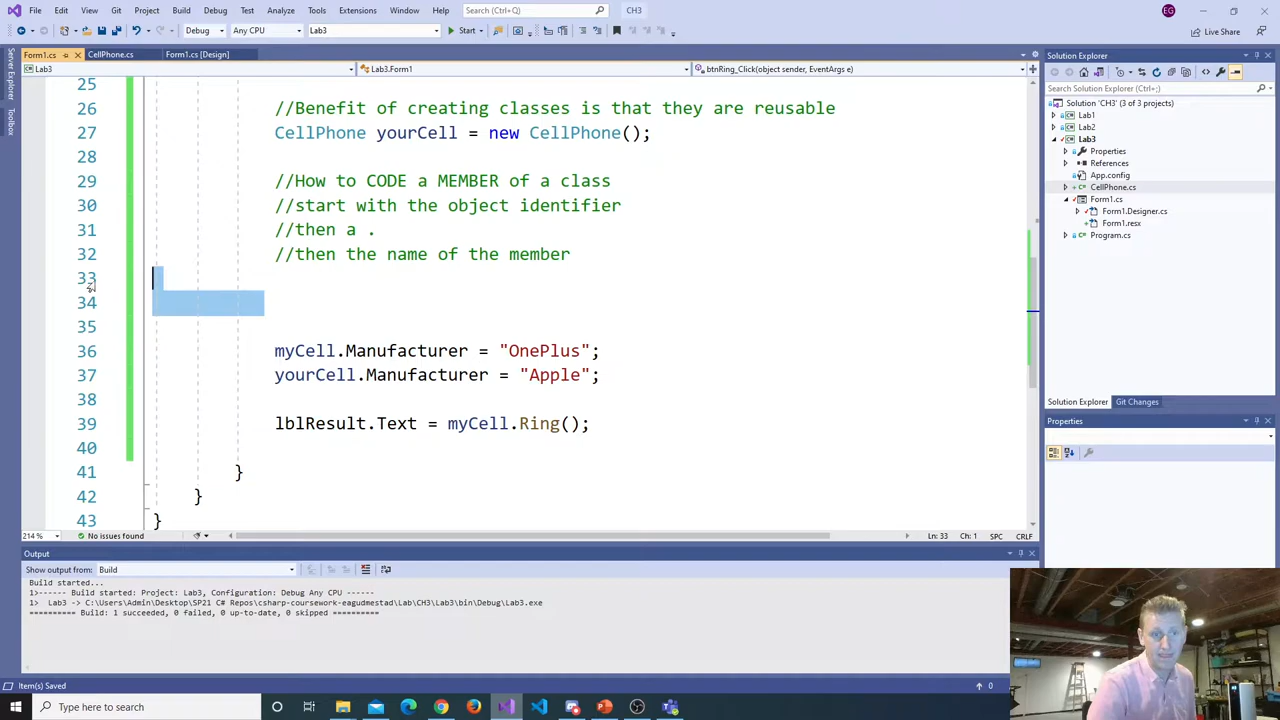 File Edit View Git Project Build Debug Test Analyze Tools Extensions Window Help Search (Ctrl+Q) CH3 EG
Debug Any CPU Lab3 Start Live Share
Form1.cs CellPhone.cs Form1.cs [Design]
Lab3 Lab3.Form1 btnRing_Click(object sender, EventArgs e)
25
26 //Benefit of creating classes is that they are reusable
27 CellPhone yourCell = new CellPhone();
28
29 //How to CODE a MEMBER of a class
30 //start with the object identifier
31 //then a .
32 //then the name of the member
33
34
35
36 myCell.Manufacturer = "OnePlus";
37 yourCell.Manufacturer = "Apple";
38
39 lblResult.Text = myCell.Ring();
40
41 }
42 }
43 }
214 % No issues found Ln: 33 Ch: 1 SPC CRLF
Output
Show output from: Build
Build started...
1>------ Build started: Project: Lab3, Configuration: Debug Any CPU ------
1> Lab3 -> C:\Users\Admin\Desktop\SP21 C# Repos\csharp-coursework-eagudmestad\Lab\CH3\Lab3\bin\Debug\Lab3.exe
========== Build: 1 succeeded, 0 failed, 0 up-to-date, 0 skipped ==========
Item(s) Saved 0
Type here to search
Server Explorer
Toolbox
Solution Explorer
Search Solution Explorer (Ctrl+;)
Solution 'CH3' (3 of 3 projects)
Lab1
Lab2
Lab3
Properties
References
App.config
CellPhone.cs
Form1.cs
Form1.Designer.cs
Form1.resx
Program.cs
Solution Explorer Git Changes
Properties